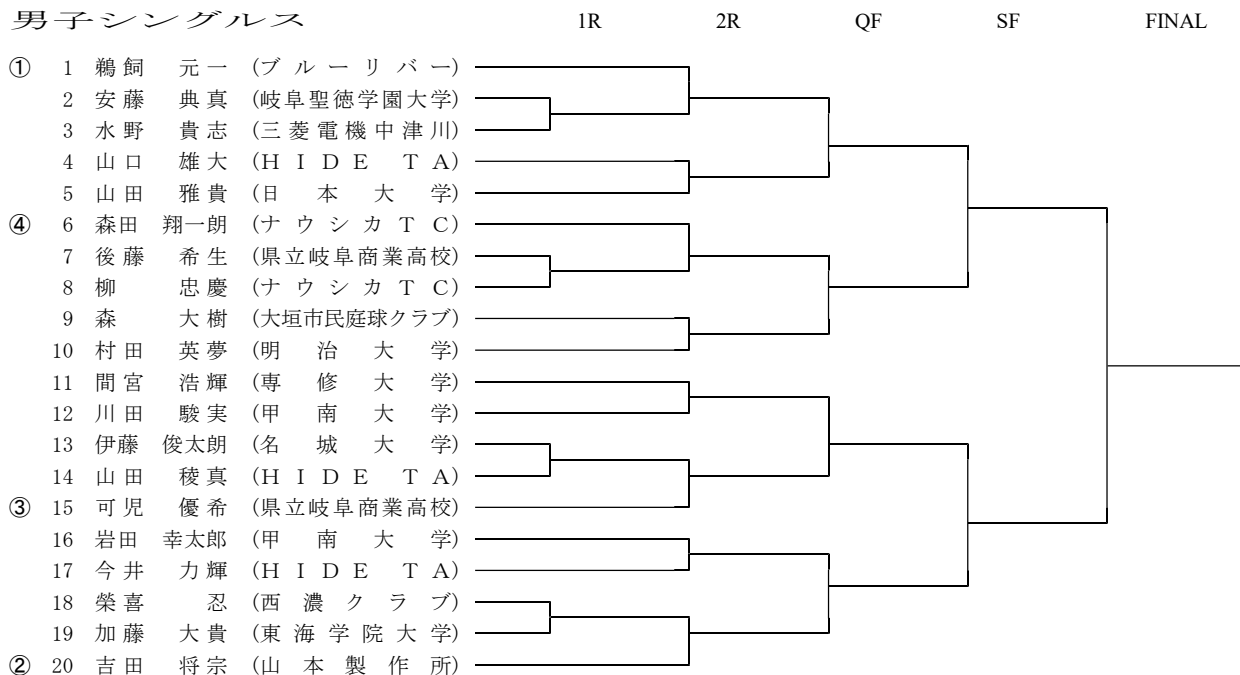 男子シングルス 1R 2R QF SF FINAL
① 1 鵜飼 元一 (ブルーリバー)
2 安藤 典真 (岐阜聖徳学園大学)
3 水野 貴志 (三菱電機中津川)
4 山口 雄大 (HIDE TA)
5 山田 雅貴 (日本大学)
④ 6 森田 翔一朗 (ナウシカTC)
7 後藤 希生 (県立岐阜商業高校)
8 柳 忠慶 (ナウシカTC)
9 森 大樹 (大垣市民庭球クラブ)
10 村田 英夢 (明治大学)
11 間宮 浩輝 (専修大学)
12 川田 駿実 (甲南大学)
13 伊藤 俊太朗 (名城大学)
14 山田 稜真 (HIDE TA)
③ 15 可児 優希 (県立岐阜商業高校)
16 岩田 幸太郎 (甲南大学)
17 今井 力輝 (HIDE TA)
18 榮喜 忍 (西濃クラブ)
19 加藤 大貴 (東海学院大学)
② 20 吉田 将宗 (山本製作所)